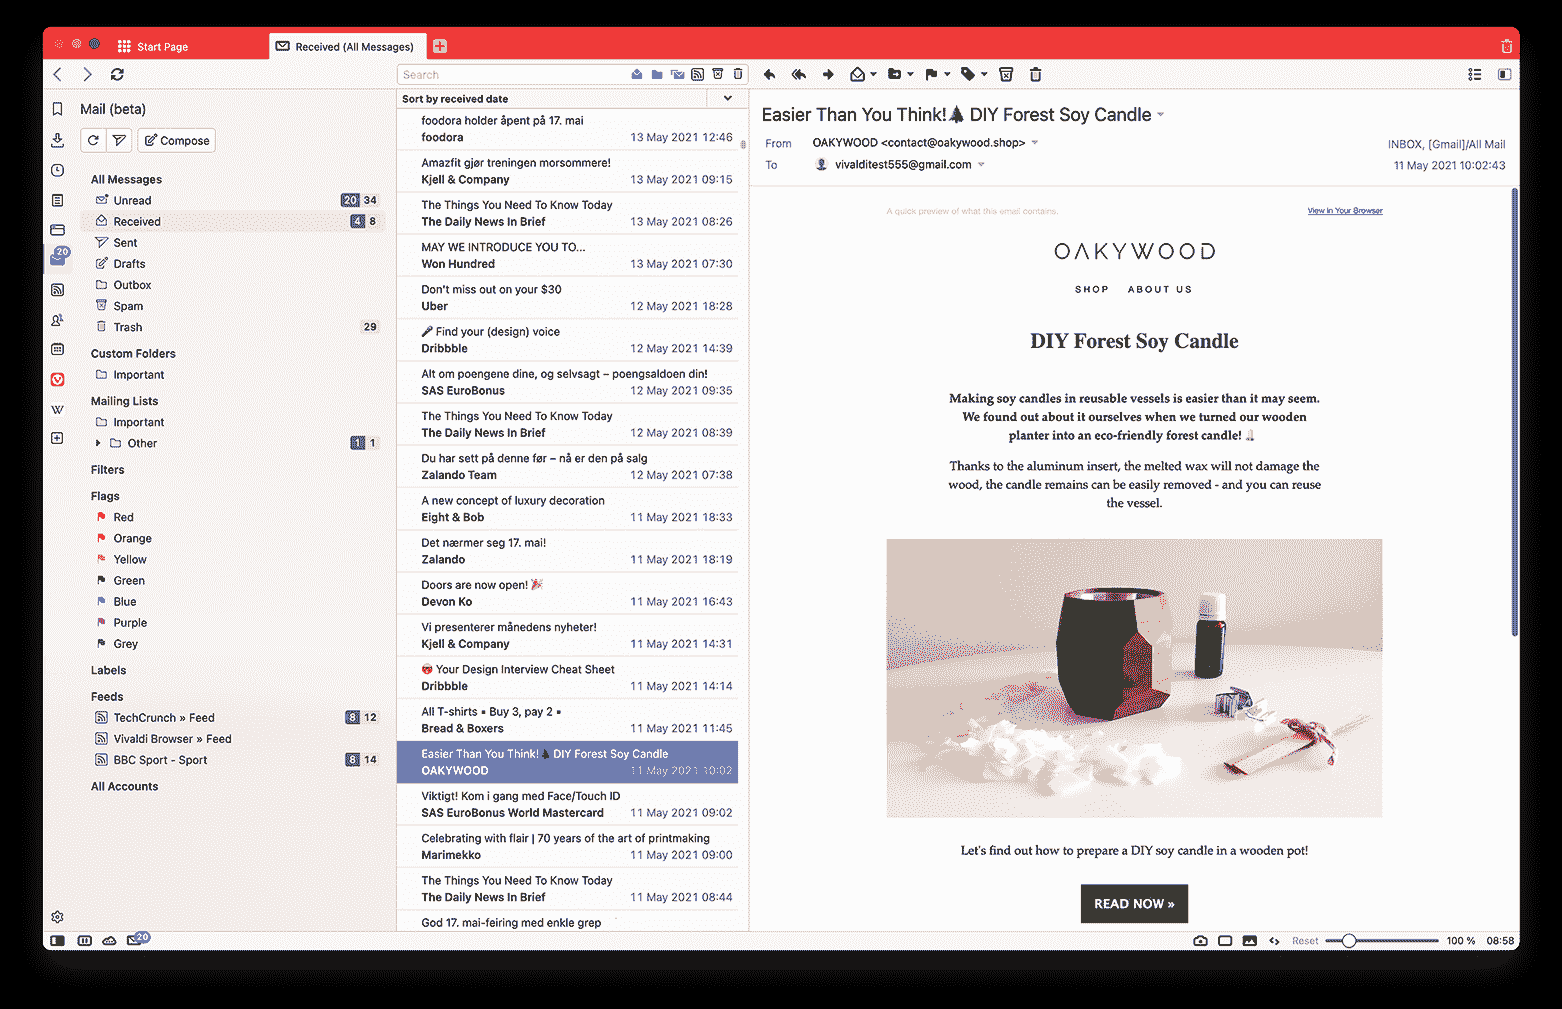 Start Page
Received (All Messages)
Search
Sort by received date
Mail (beta)
Compose
All Messages
Unread 20 34
Received 4 8
Sent
Drafts
Outbox
Spam
Trash 29
Custom Folders
Important
Mailing Lists
Important
Other 1 1
Filters
Flags
Red
Orange
Yellow
Green
Blue
Purple
Grey
Labels
Feeds
TechCrunch » Feed 8 12
Vivaldi Browser » Feed
BBC Sport - Sport 8 14
All Accounts
20
W
20
foodora holder åpent på 17. mai
foodora 13 May 2021 12:46
Amazfit gjør treningen morsommere!
Kjell & Company 13 May 2021 09:15
The Things You Need To Know Today
The Daily News In Brief 13 May 2021 08:26
MAY WE INTRODUCE YOU TO...
Won Hundred 13 May 2021 07:30
Don't miss out on your $30
Uber 12 May 2021 18:28
🎤 Find your (design) voice
Dribbble 12 May 2021 14:39
Alt om poengene dine, og selvsagt – poengsaldoen din!
SAS EuroBonus 12 May 2021 09:35
The Things You Need To Know Today
The Daily News In Brief 12 May 2021 08:39
Du har sett på denne før – nå er den på salg
Zalando Team 12 May 2021 07:38
A new concept of luxury decoration
Eight & Bob 11 May 2021 18:33
Det nærmer seg 17. mai!
Zalando 11 May 2021 18:19
Doors are now open! 🎉
Devon Ko 11 May 2021 16:43
Vi presenterer månedens nyheter!
Kjell & Company 11 May 2021 14:31
Your Design Interview Cheat Sheet
Dribbble 11 May 2021 14:14
All T-shirts ▪ Buy 3, pay 2 ▪
Bread & Boxers 11 May 2021 11:45
Easier Than You Think!🌲 DIY Forest Soy Candle
OAKYWOOD 11 May 2021 10:02
Viktigt! Kom i gang med Face/Touch ID
SAS EuroBonus World Mastercard 11 May 2021 09:02
Celebrating with flair | 70 years of the art of printmaking
Marimekko 11 May 2021 09:00
The Things You Need To Know Today
The Daily News In Brief 11 May 2021 08:44
God 17. mai-feiring med enkle grep
Easier Than You Think!🌲 DIY Forest Soy Candle
From OAKYWOOD <contact@oakywood.shop>
INBOX, [Gmail]/All Mail
To vivalditest555@gmail.com
11 May 2021 10:02:43
A quick preview of what this email contains.
View in Your Browser
OAKYWOOD
SHOP ABOUT US
DIY Forest Soy Candle
Making soy candles in reusable vessels is easier than it may seem.
We found out about it ourselves when we turned our wooden
planter into an eco-friendly forest candle!
Thanks to the aluminum insert, the melted wax will not damage the
wood, the candle remains can be easily removed - and you can reuse
the vessel.
Let's find out how to prepare a DIY soy candle in a wooden pot!
READ NOW »
Reset 100 % 08:58